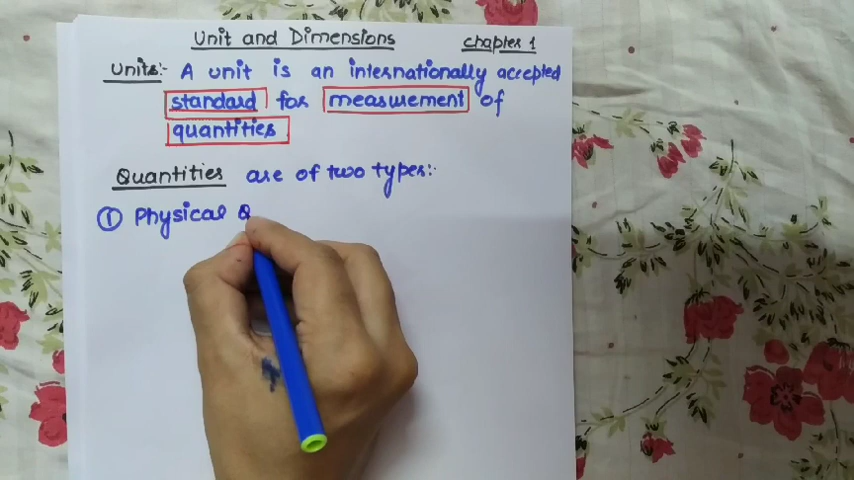 Unit and Dimensions chapter 1
Units:- A unit is an internationally accepted
standard for measurement of
quantities
Quantities are of two types:-
① Physical Q